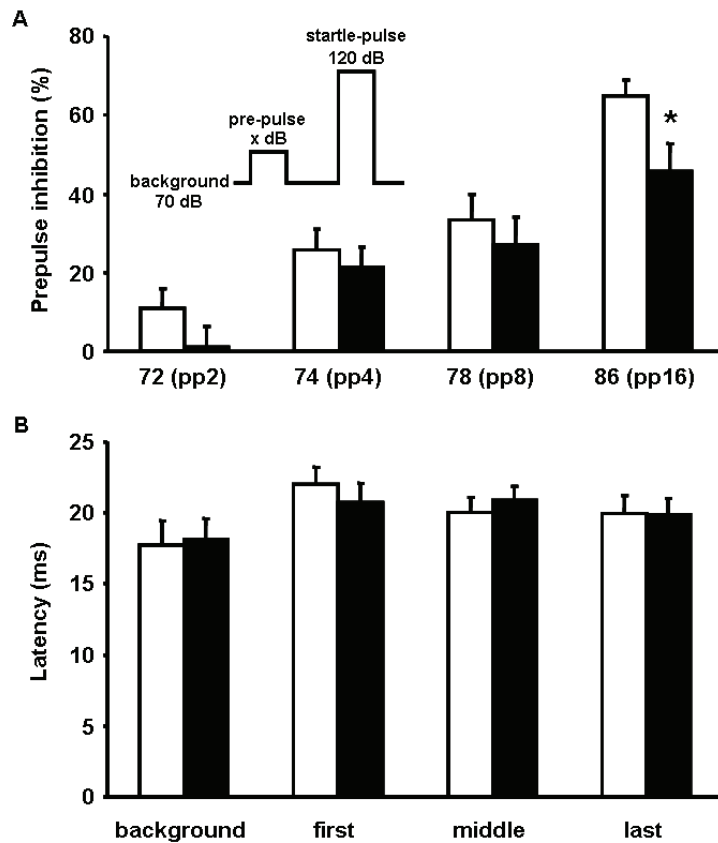 A
80
60
40
20
0
Prepulse inhibition (%)
startle-pulse
120 dB
pre-pulse
x dB
background
70 dB
*
72 (pp2) 74 (pp4) 78 (pp8) 86 (pp16)
B
25
20
15
10
5
0
Latency (ms)
background first middle last